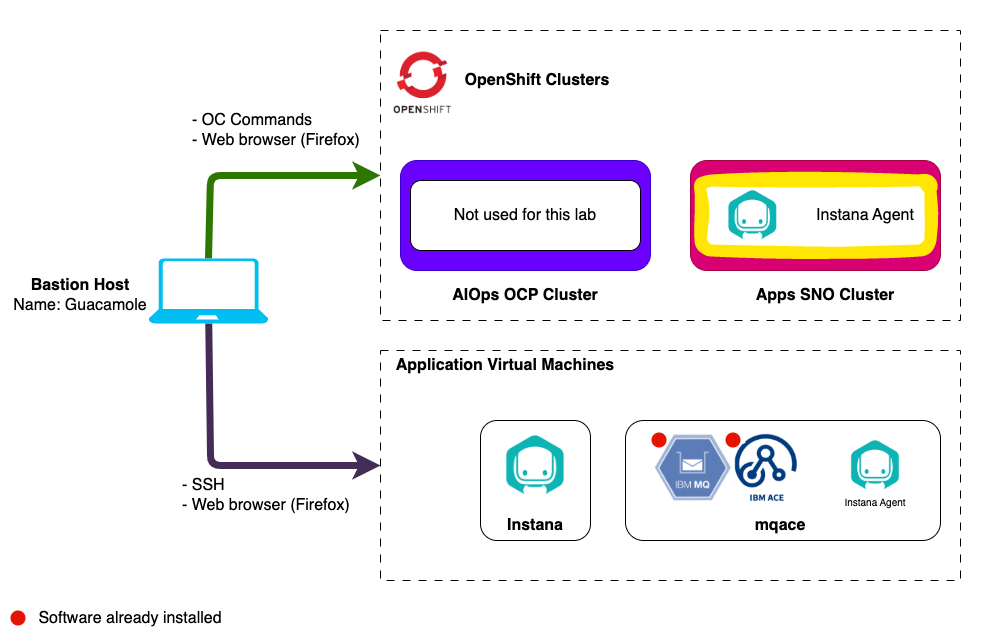 OPENSHIFT
OpenShift Clusters
- OC Commands
- Web browser (Firefox)
Not used for this lab
Instana Agent
AIOps OCP Cluster
Apps SNO Cluster
Bastion Host
Name: Guacamole
Application Virtual Machines
- SSH
- Web browser (Firefox)
Instana
IBM MQ
IBM ACE
Instana Agent
mqace
Software already installed